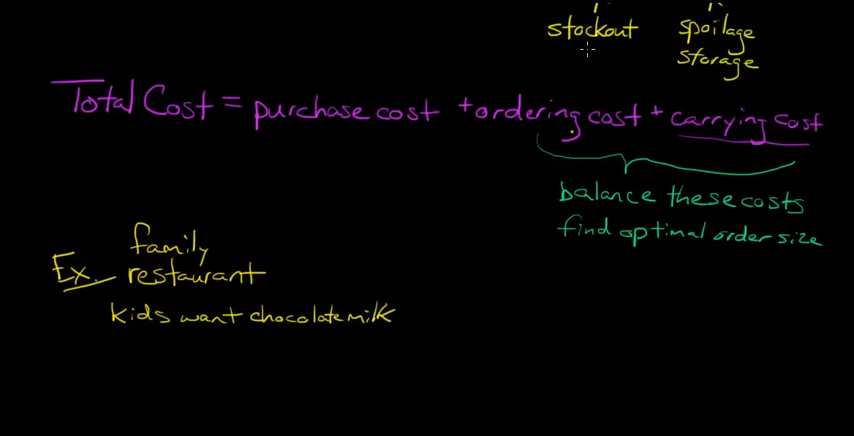 stockout spoilage
storage
Total Cost = purchase cost + ordering cost + carrying cost
balance these costs
find optimal order size
family
Ex. restaurant
kids want chocolate milk